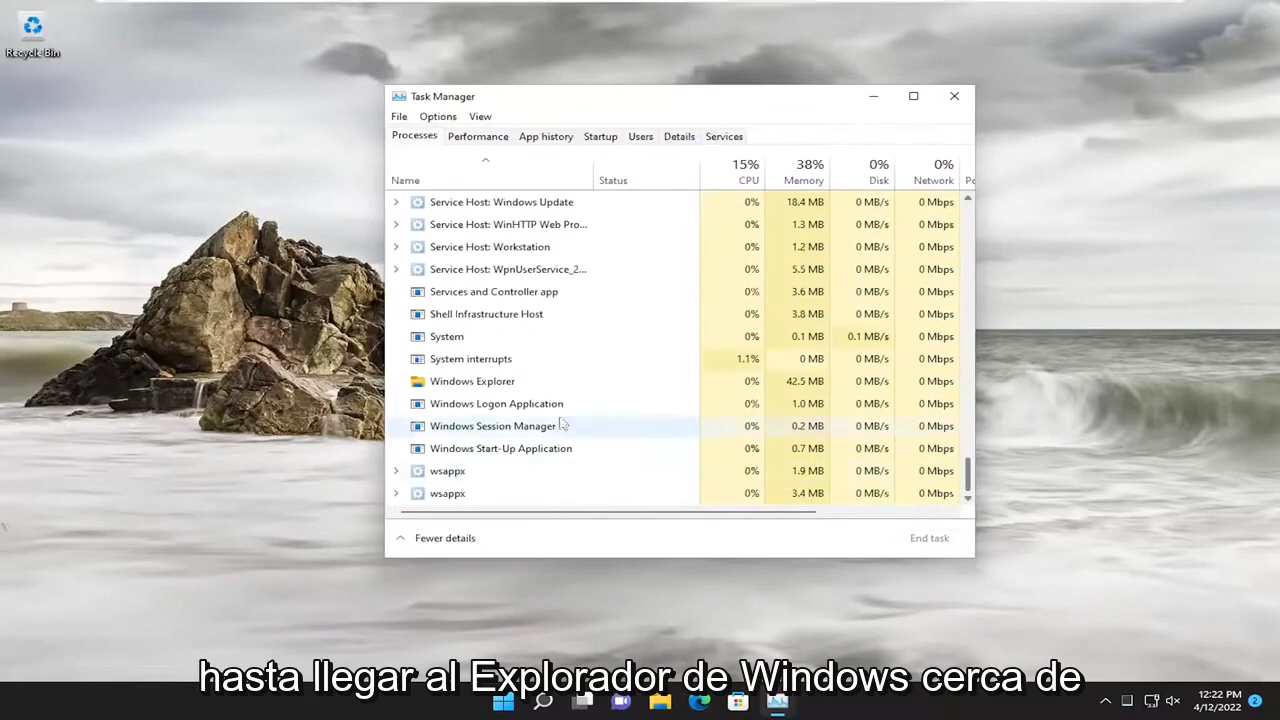 Recycle Bin
Task Manager
File Options View
Processes Performance App history Startup Users Details Services
15% 38% 0% 0%
Name Status CPU Memory Disk Network Pc
Service Host: Windows Update 0% 18.4 MB 0 MB/s 0 Mbps
Service Host: WinHTTP Web Pro... 0% 1.3 MB 0 MB/s 0 Mbps
Service Host: Workstation 0% 1.2 MB 0 MB/s 0 Mbps
Service Host: WpnUserService_2... 0% 5.5 MB 0 MB/s 0 Mbps
Services and Controller app 0% 3.6 MB 0 MB/s 0 Mbps
Shell Infrastructure Host 0% 3.8 MB 0 MB/s 0 Mbps
System 0% 0.1 MB 0.1 MB/s 0 Mbps
System interrupts 1.1% 0 MB 0 MB/s 0 Mbps
Windows Explorer 0% 42.5 MB 0 MB/s 0 Mbps
Windows Logon Application 0% 1.0 MB 0 MB/s 0 Mbps
Windows Session Manager 0% 0.2 MB 0 MB/s 0 Mbps
Windows Start-Up Application 0% 0.7 MB 0 MB/s 0 Mbps
wsappx 0% 1.9 MB 0 MB/s 0 Mbps
wsappx 0% 3.4 MB 0 MB/s 0 Mbps
Fewer details End task
hasta llegar al Explorador de Windows cerca de
12:22 PM
4/12/2022
2